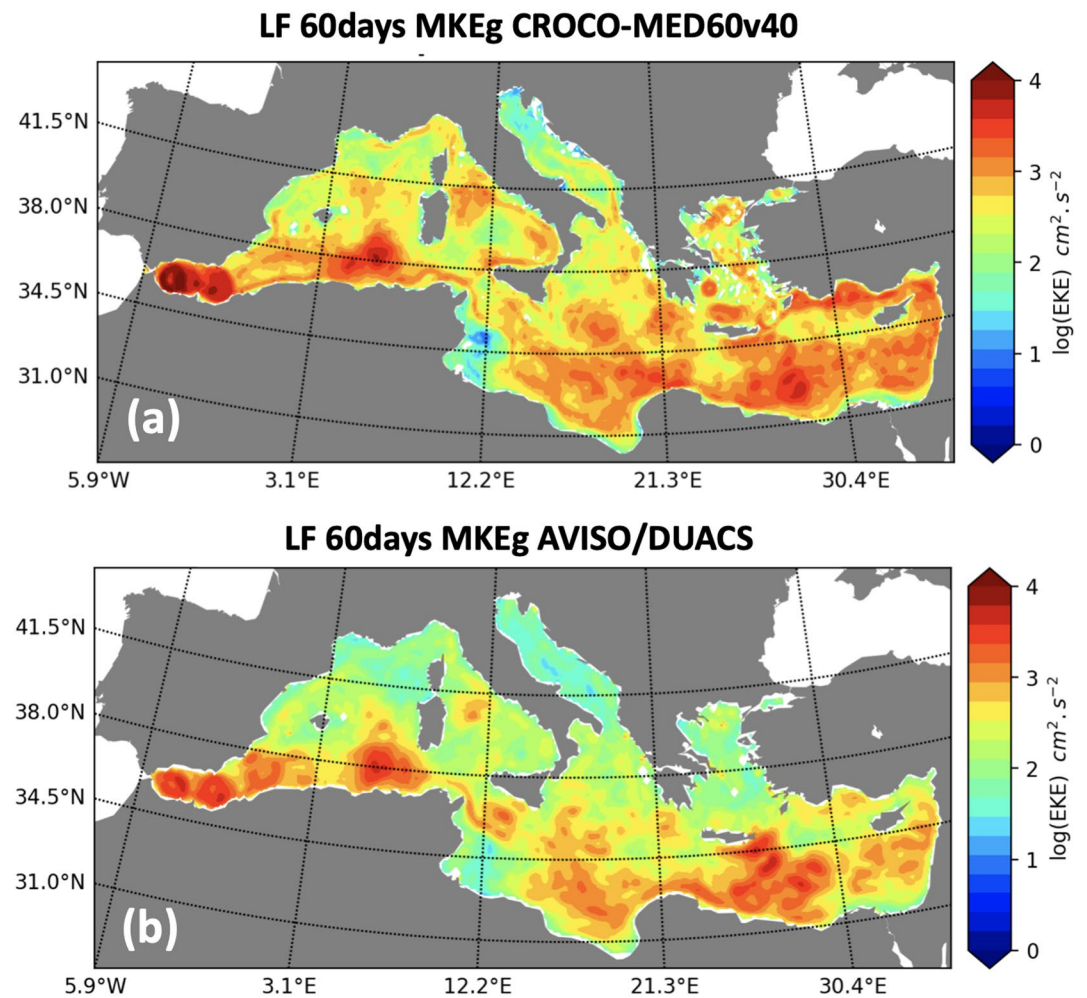 LF 60days MKEg CROCO-MED60v40
41.5°N
38.0°N
34.5°N
31.0°N
(a)
5.9°W 3.1°E 12.2°E 21.3°E 30.4°E
4
3
2
1
0
log(EKE) cm².s⁻²
LF 60days MKEg AVISO/DUACS
41.5°N
38.0°N
34.5°N
31.0°N
(b)
5.9°W 3.1°E 12.2°E 21.3°E 30.4°E
4
3
2
1
0
log(EKE) cm².s⁻²